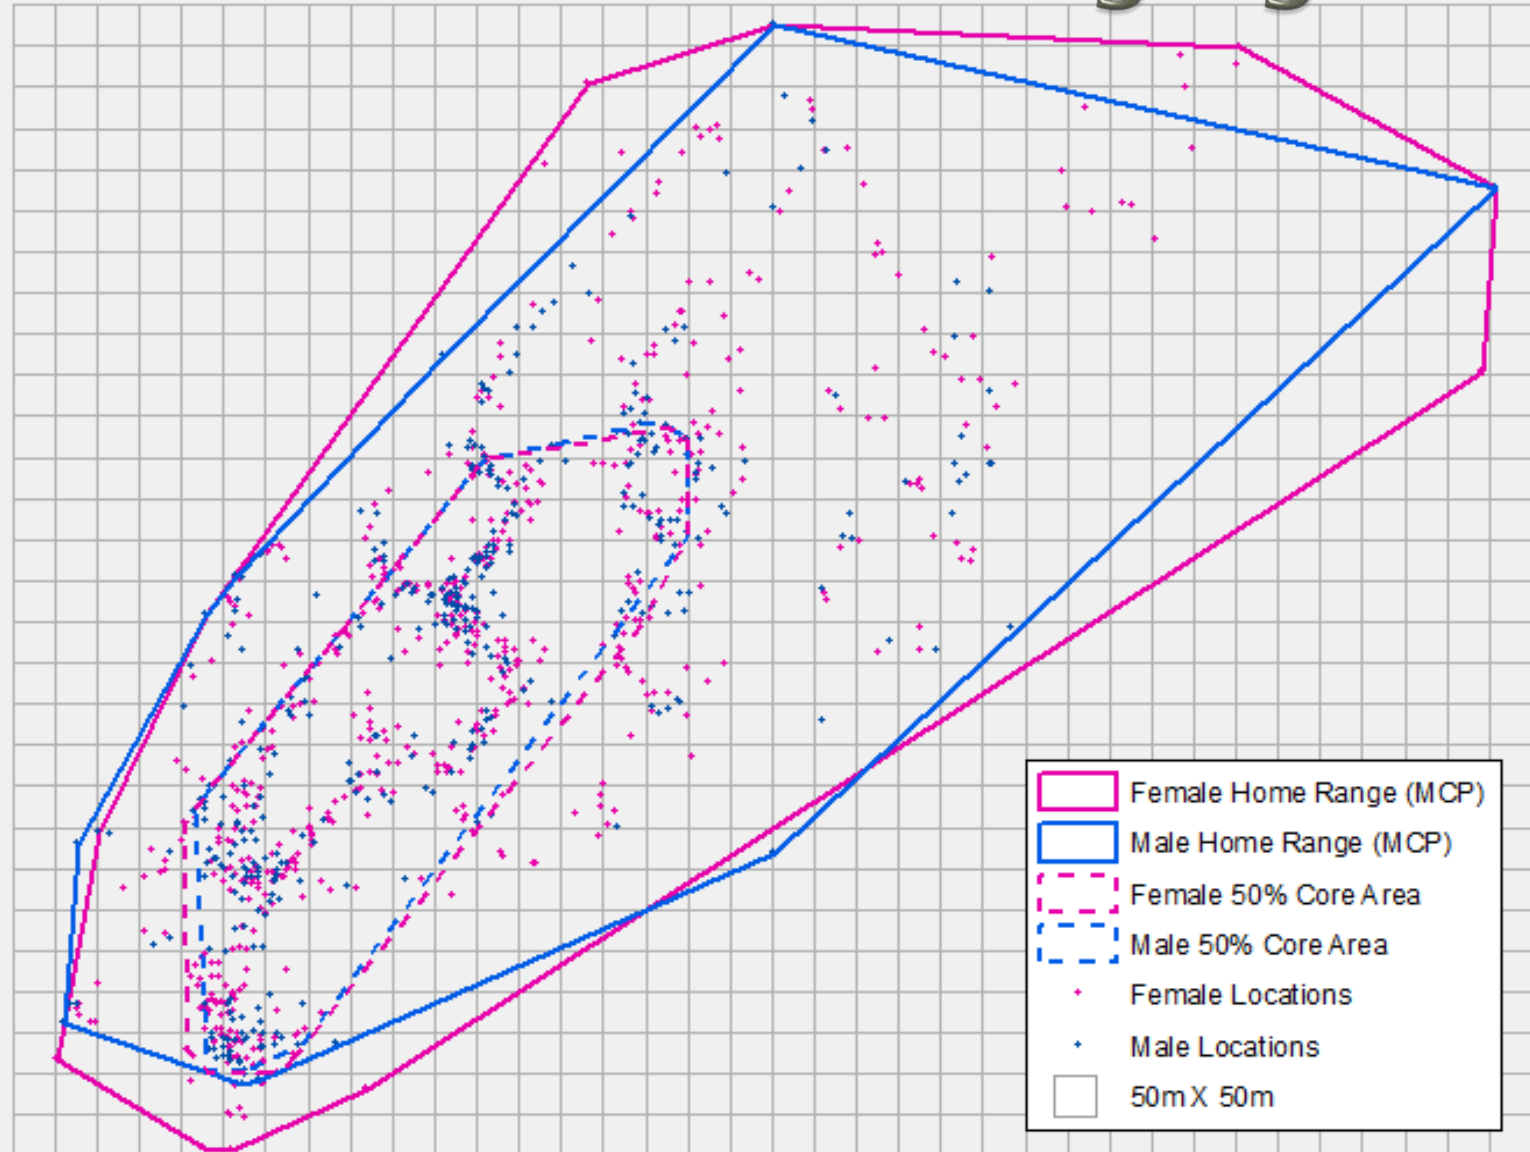 Female Home Range (MCP)
Male Home Range (MCP)
Female 50% Core Area
Male 50% Core Area
Female Locations
Male Locations
50m X 50m